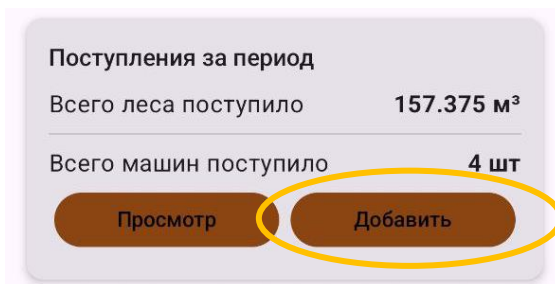 Поступления за период
Всего леса поступило 157.375 м³
Всего машин поступило 4 шт
Просмотр Добавить